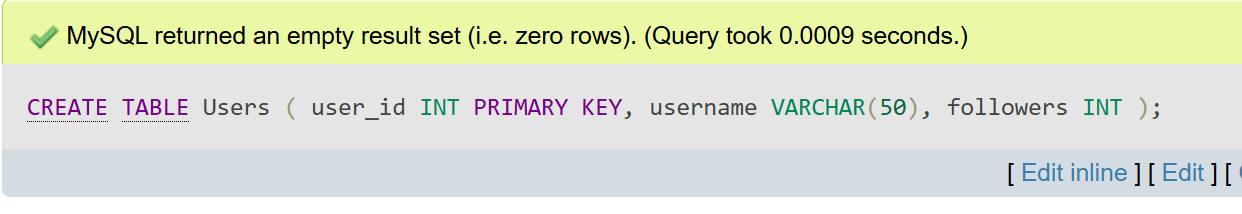 MySQL returned an empty result set (i.e. zero rows). (Query took 0.0009 seconds.)
CREATE TABLE Users ( user_id INT PRIMARY KEY, username VARCHAR(50), followers INT );
[ Edit inline ] [ Edit ] [